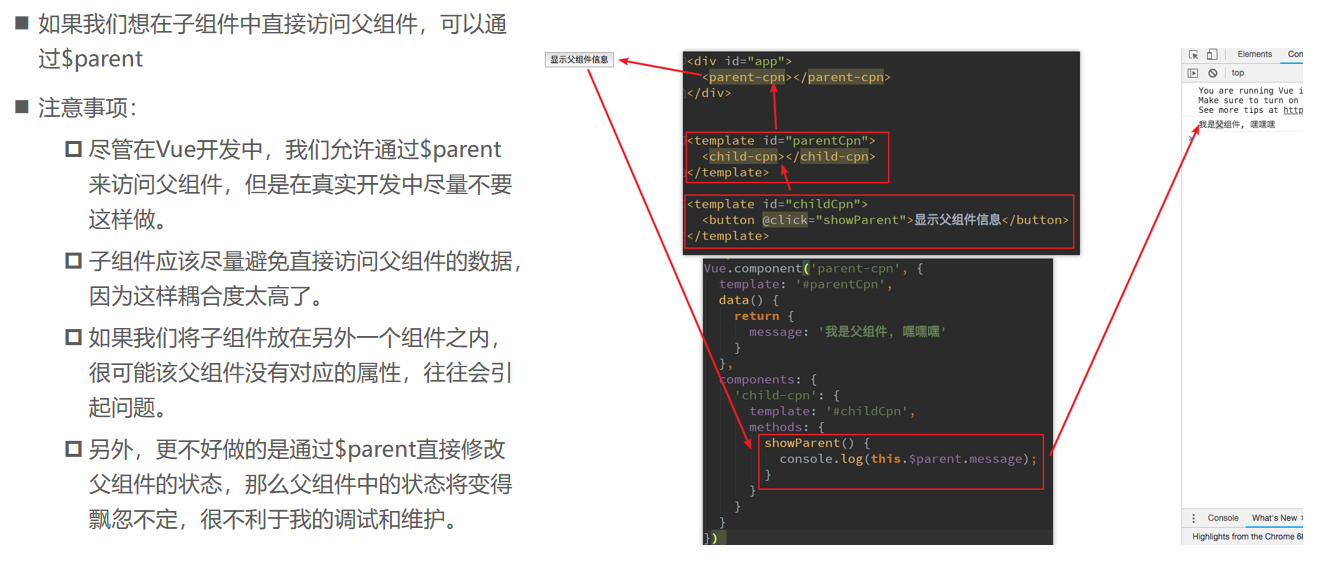 如果我们想在子组件中直接访问父组件，可以通
过$parent
注意事项：
尽管在Vue开发中，我们允许通过$parent
来访问父组件，但是在真实开发中尽量不要
这样做。
子组件应该尽量避免直接访问父组件的数据，
因为这样耦合度太高了。
如果我们将子组件放在另外一个组件之内，
很可能该父组件没有对应的属性，往往会引
起问题。
另外，更不好做的是通过$parent直接修改
父组件的状态，那么父组件中的状态将变得
飘忽不定，很不利于我的调试和维护。
显示父组件信息
<div id="app">
<parent-cpn></parent-cpn>
</div>
<template id="parentCpn">
<child-cpn></child-cpn>
</template>
<template id="childCpn">
<button @click="showParent">显示父组件信息</button>
</template>
Vue.component('parent-cpn', {
template: '#parentCpn',
data() {
return {
message: '我是父组件, 嘿嘿嘿'
}
},
components: {
'child-cpn': {
template: '#childCpn',
methods: {
showParent() {
console.log(this.$parent.message);
}
}
}
}
})
Elements Con
top
You are running Vue i
Make sure to turn on
See more tips at http
我是父组件, 嘿嘿嘿
Console What's New
Highlights from the Chrome 6